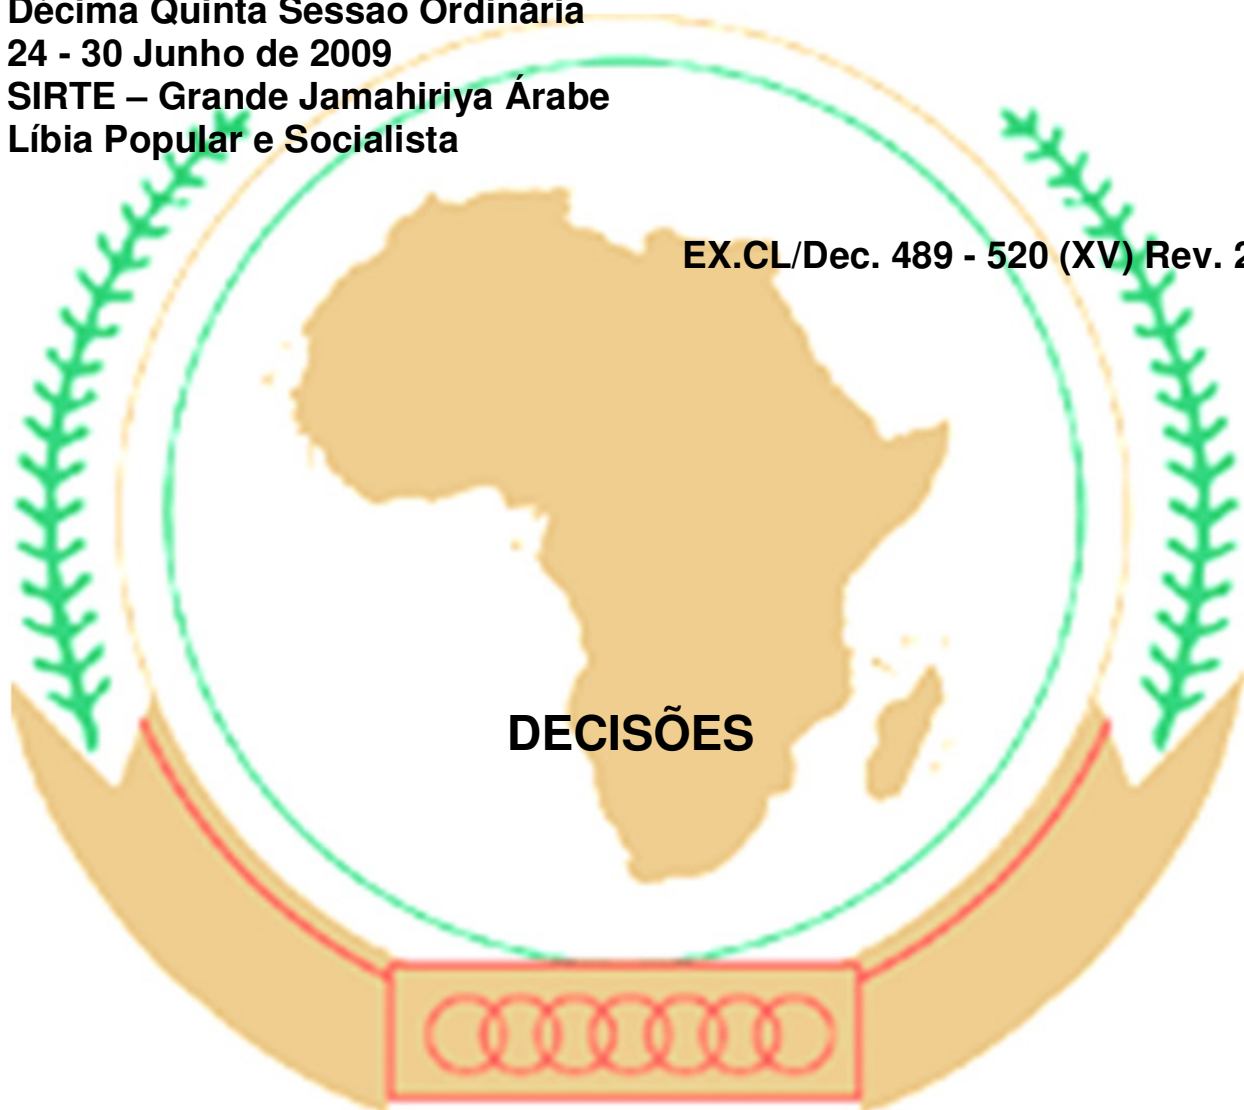 Décima Quinta Sessão Ordinária
24 - 30 Junho de 2009
SIRTE – Grande Jamahiriya Árabe
Líbia Popular e Socialista
EX.CL/Dec. 489 - 520 (XV) Rev. 2
DECISÕES